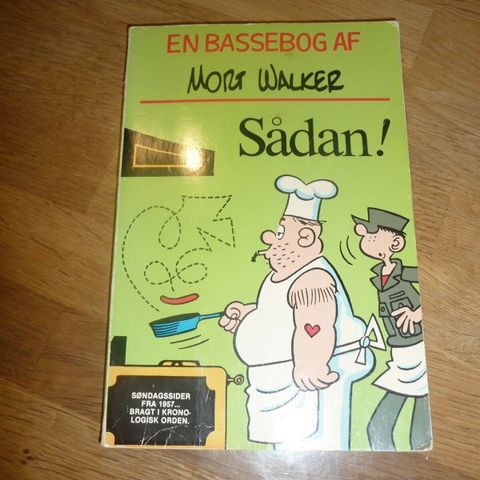 EN BASSEBOG AF
MORT WALKER
Sådan!
SØNDAGSSIDER
FRA 1957...
BRAGT I KRONO-
LOGISK ORDEN.